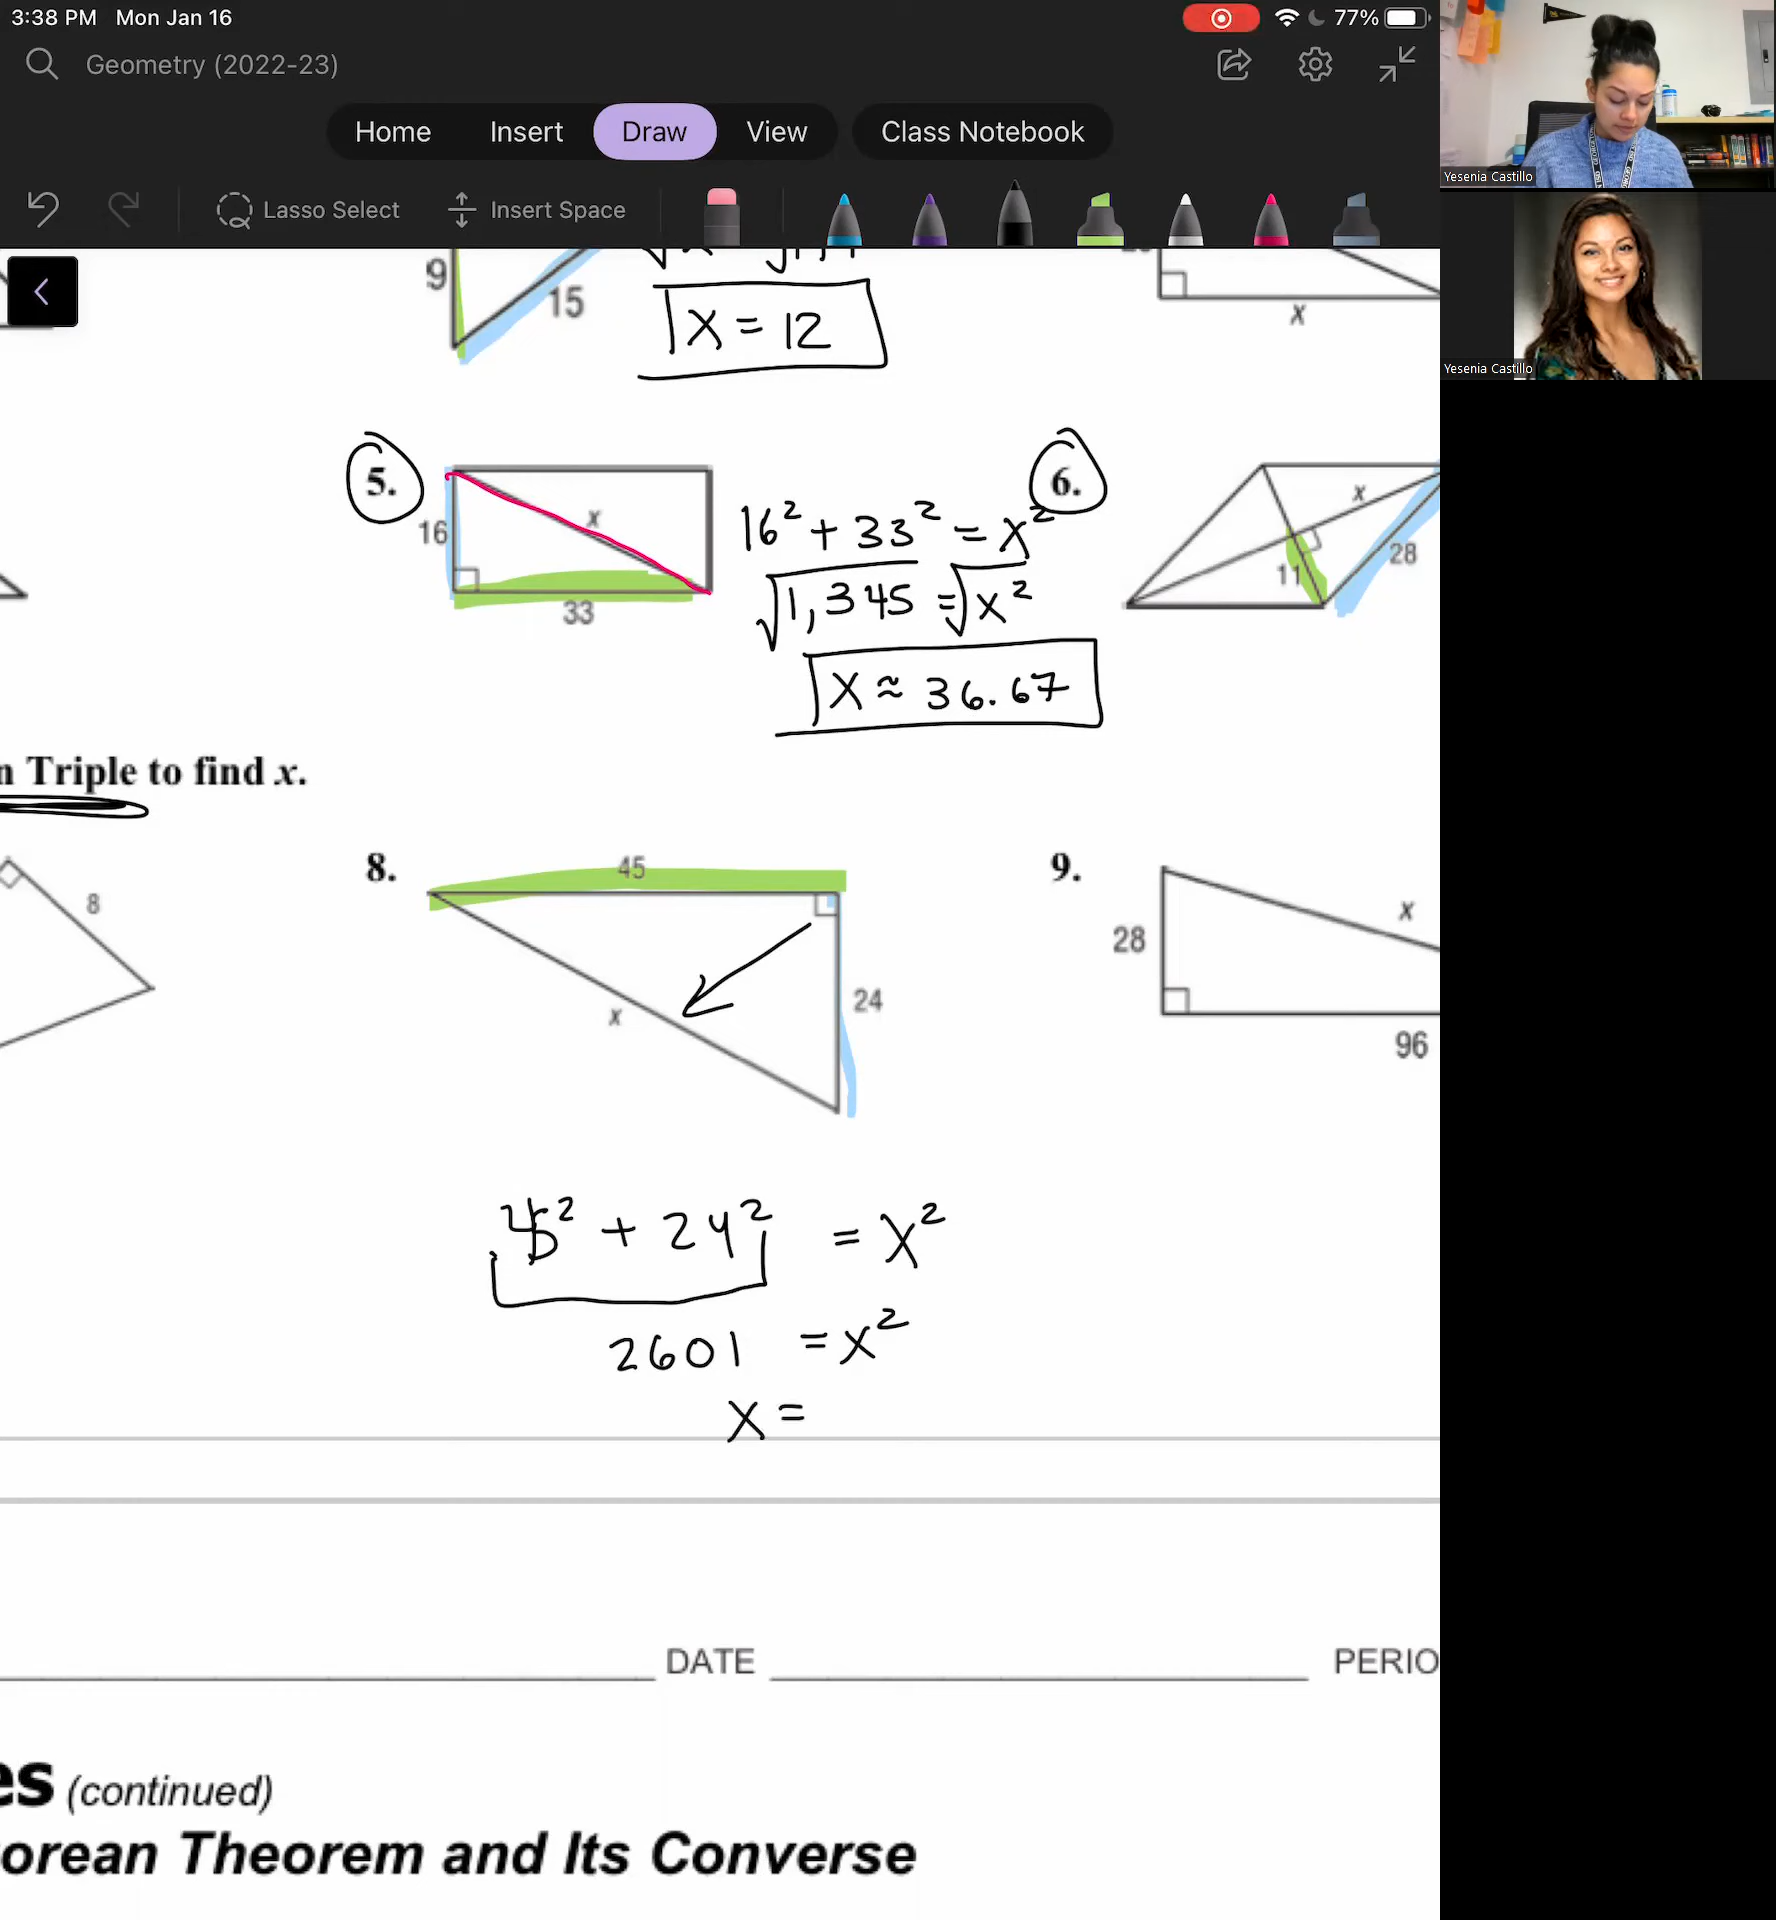 3:38 PM Mon Jan 16
77%
Geometry (2022-23)
Home Insert Draw View Class Notebook
Lasso Select Insert Space
Yesenia Castillo
Yesenia Castillo
9
15
X = 12
x
5.
16
x
33
16² + 33² = x²
√1,345 = √x²
X ≈ 36.67
6.
x
11
28
n Triple to find x.
8
8.
45
24
x
45² + 24² = x²
2601 = x²
x =
9.
28
x
96
DATE
PERIO
es (continued)
orean Theorem and Its Converse